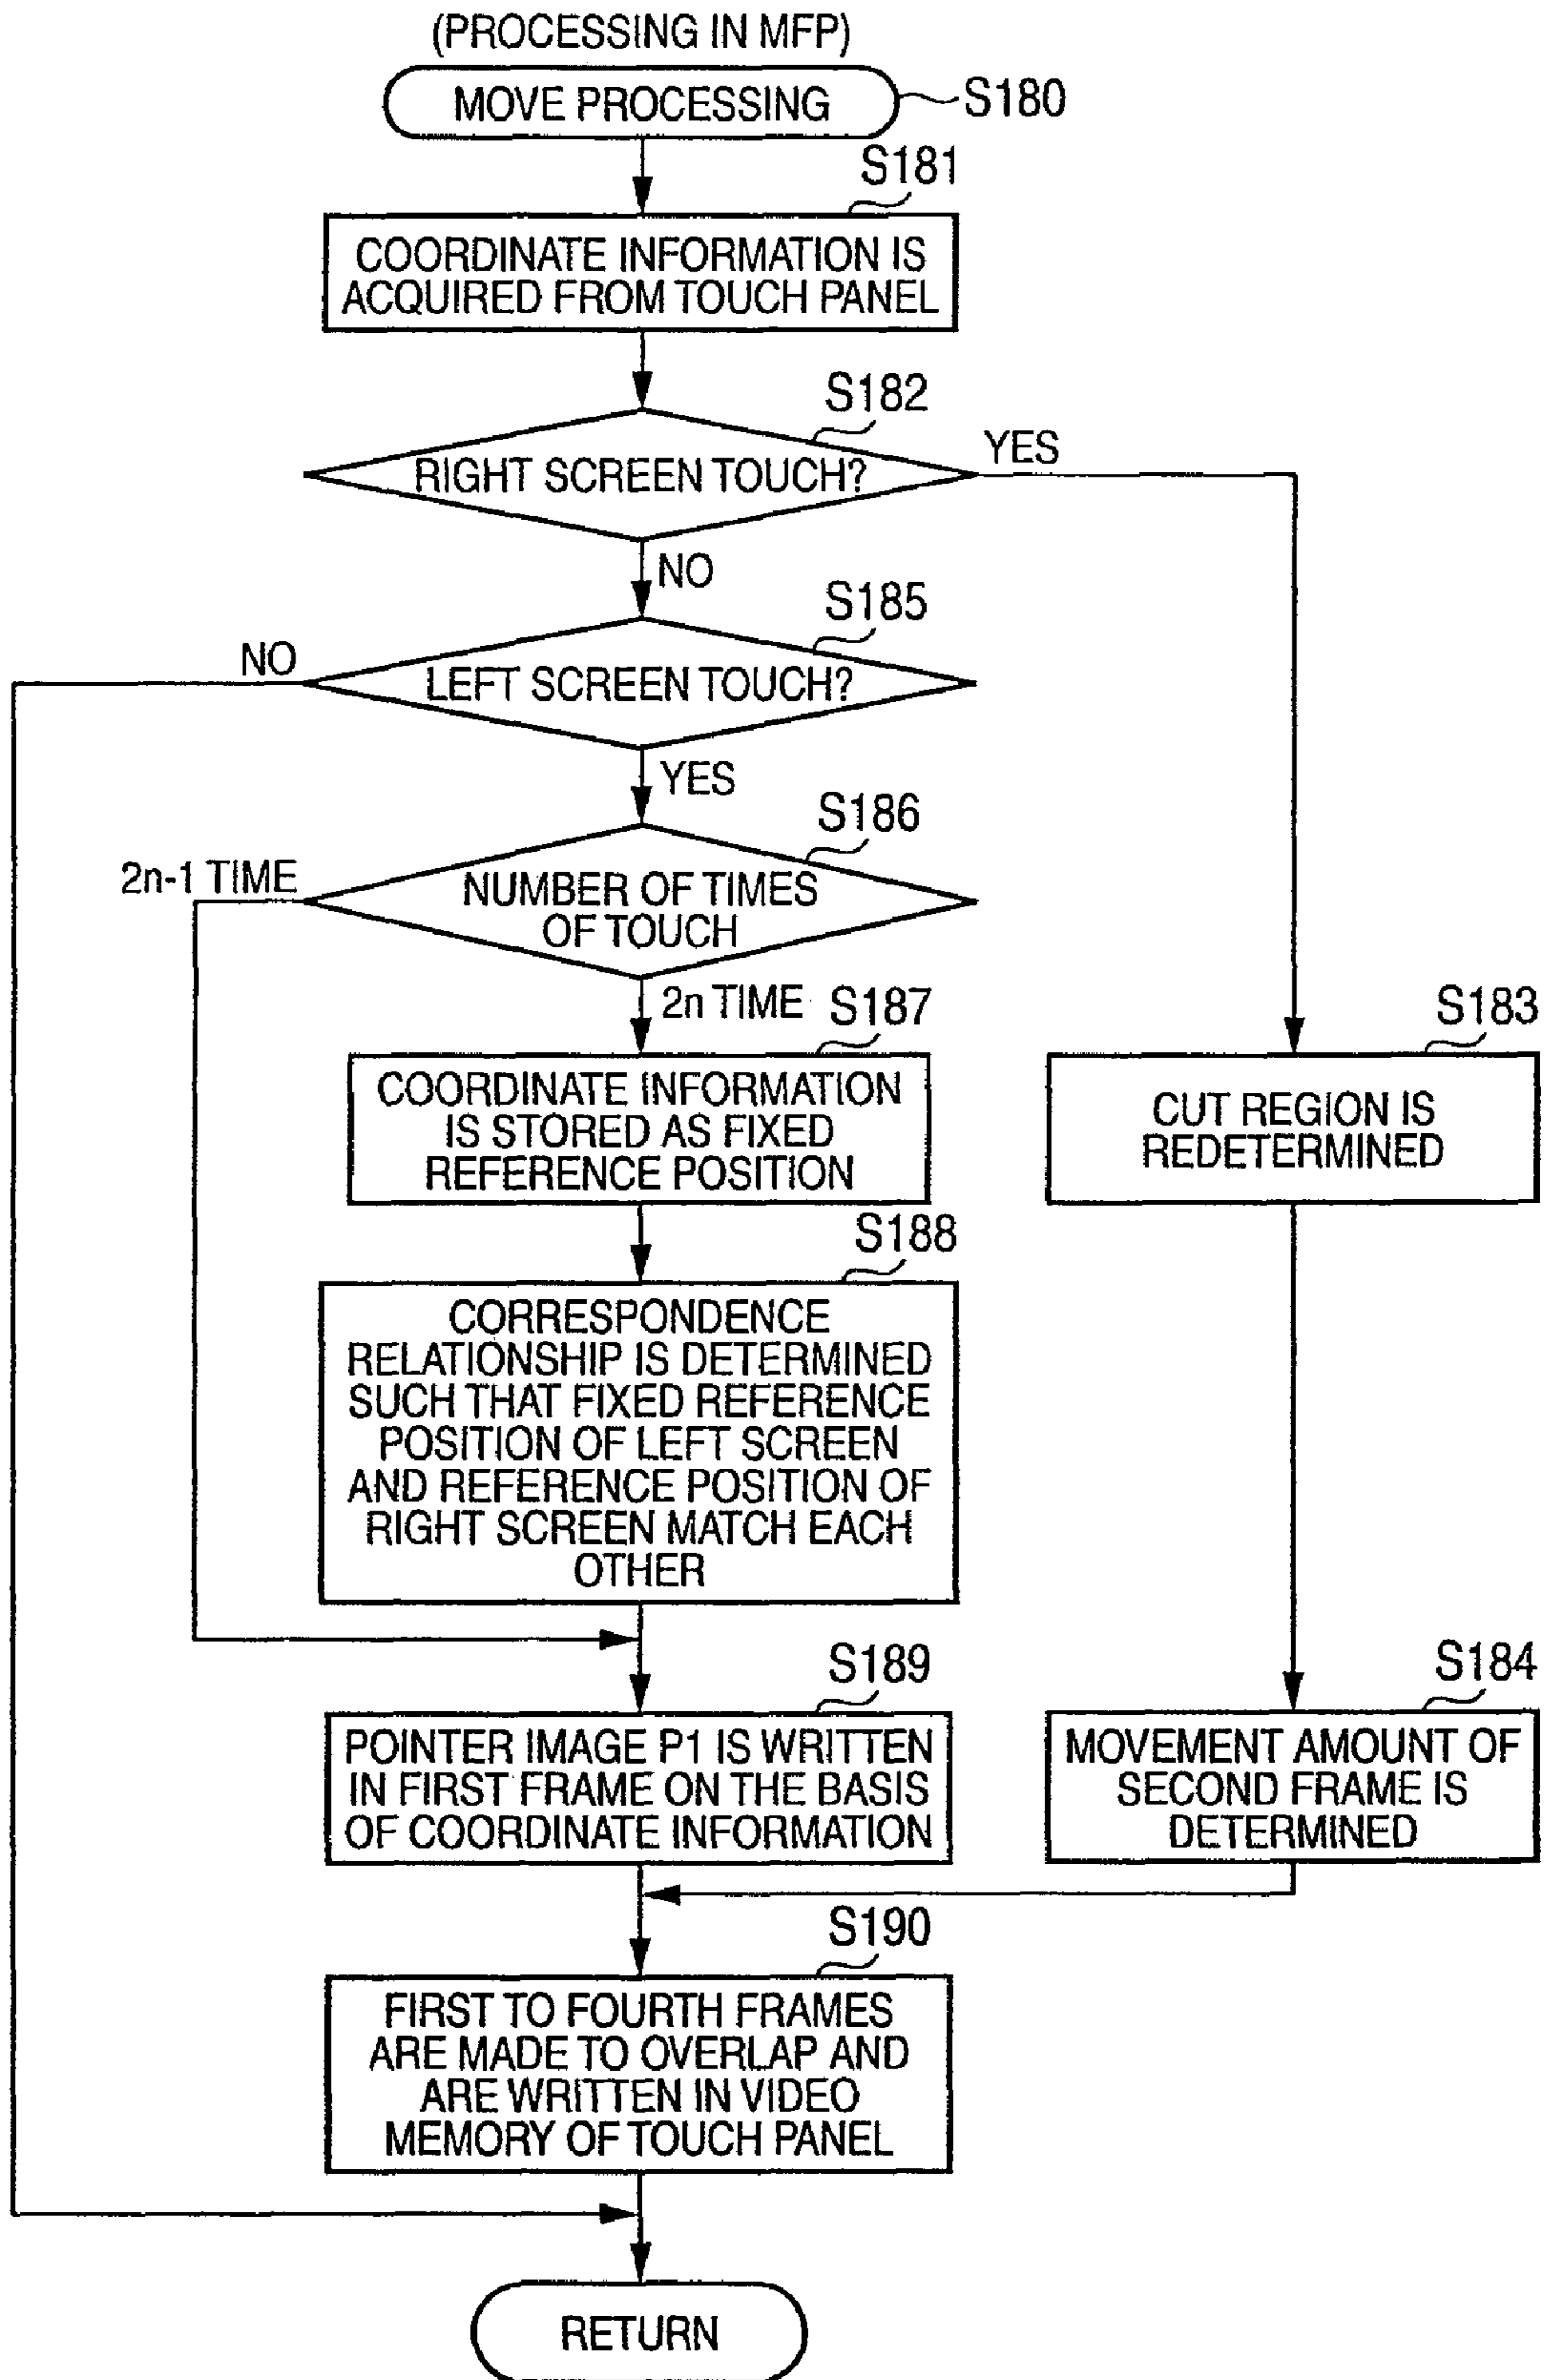 (PROCESSING IN MFP)
MOVE PROCESSING
S180
S181
COORDINATE INFORMATION IS
ACQUIRED FROM TOUCH PANEL
S182
RIGHT SCREEN TOUCH?
YES
NO
S185
NO
LEFT SCREEN TOUCH?
YES
S186
2n-1 TIME
NUMBER OF TIMES
OF TOUCH
2n TIME
S187
COORDINATE INFORMATION
IS STORED AS FIXED
REFERENCE POSITION
S183
CUT REGION IS
REDETERMINED
S188
CORRESPONDENCE
RELATIONSHIP IS DETERMINED
SUCH THAT FIXED REFERENCE
POSITION OF LEFT SCREEN
AND REFERENCE POSITION OF
RIGHT SCREEN MATCH EACH
OTHER
S189
POINTER IMAGE P1 IS WRITTEN
IN FIRST FRAME ON THE BASIS
OF COORDINATE INFORMATION
S184
MOVEMENT AMOUNT OF
SECOND FRAME IS
DETERMINED
S190
FIRST TO FOURTH FRAMES
ARE MADE TO OVERLAP AND
ARE WRITTEN IN VIDEO
MEMORY OF TOUCH PANEL
RETURN